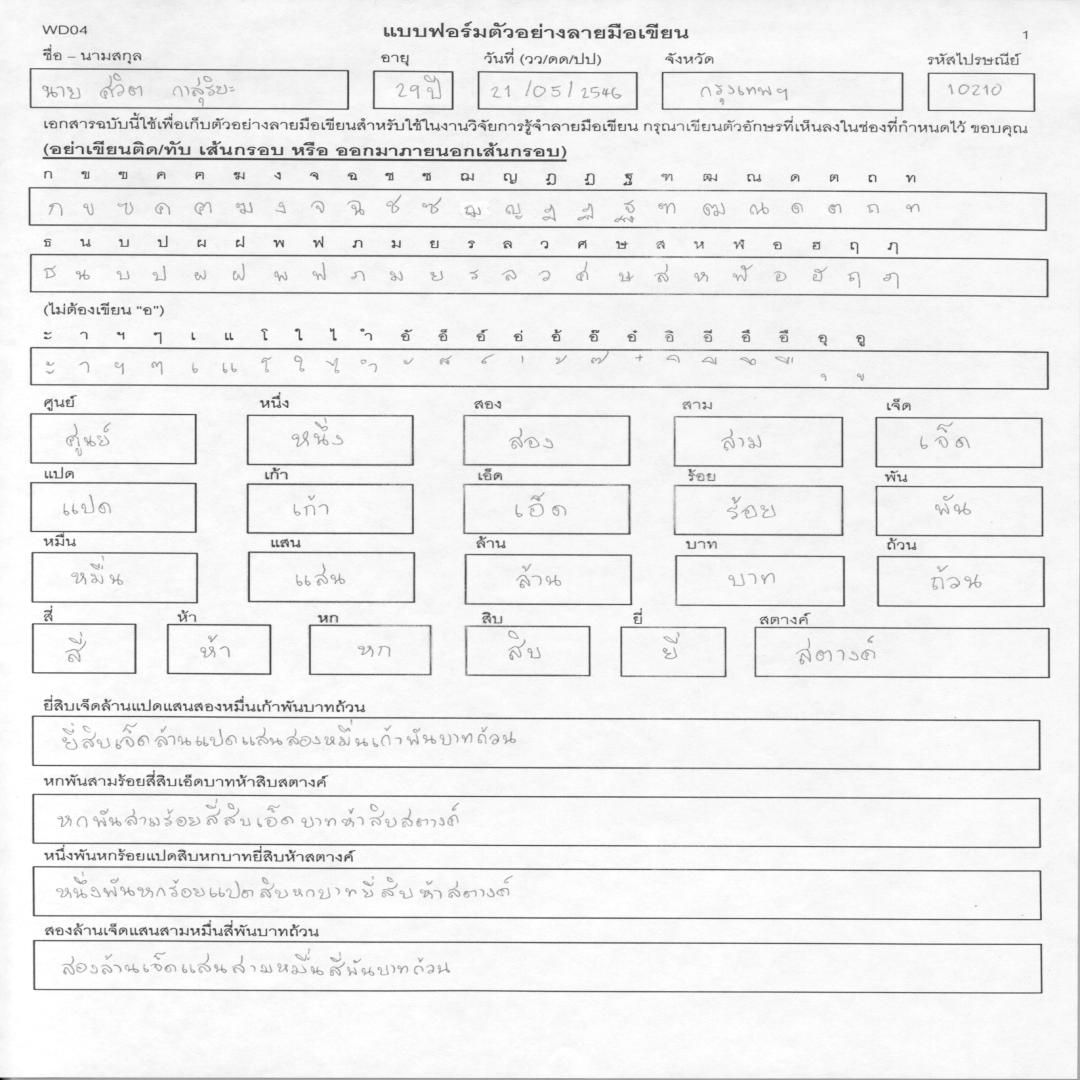 WD04 แบบฟอร์มตัวอย่างลายมือเขียน 1
ชื่อ – นามสกุล อายุ วันที่ (วว/ดด/ปป) จังหวัด รหัสไปรษณีย์
นาย 29 ปี 21 /05 / 2546 กรุงเทพฯ 10210
เอกสารฉบับนี้ใช้เพื่อเก็บตัวอย่างลายมือเขียนสำหรับใช้ในงานวิจัยการรู้จำลายมือเขียน กรุณาเขียนตัวอักษรที่เห็นลงในช่องที่กำหนดไว้ ขอบคุณ
(อย่าเขียนติด/ทับ เส้นกรอบ หรือ ออกมาภายนอกเส้นกรอบ)
ก ข ฃ ค ฅ ฆ ง จ ฉ ช ซ ฌ ญ ฎ ฏ ฐ ฑ ฒ ณ ด ต ถ ท
ก ข ฃ ค ฅ ฆ ง จ ฉ ช ซ ฌ ญ ฎ ฏ ฐ ฑ ฒ ณ ด ต ถ ท
ธ น บ ป ผ ฝ พ ฟ ภ ม ย ร ล ว ศ ษ ส ห ฬ อ ฮ ฤ ฦ
ธ น บ ป ผ ฝ พ ฟ ภ ม ย ร ล ว ศ ษ ส ห ฬ อ ฮ ฤ ฦ
(ไม่ต้องเขียน “อ”)
ะ า ฯ ๆ เ แ โ ใ ไ ำ อั อ็ อ์ อ่ อ้ อ๊ อ๋ อิ อี อึ อื อุ อู
ะ า ฯ ๆ เ แ โ ใ ไ ำ ั ็ ์ ่ ้ ๊ ๋ ิ ี ึ ื ุ ู
ศูนย์ หนึ่ง สอง สาม เจ็ด
ศูนย์ หนึ่ง สอง สาม เจ็ด
แปด เก้า เอ็ด ร้อย พัน
แปด เก้า เอ็ด ร้อย พัน
หมื่น แสน ล้าน บาท ถ้วน
หมื่น แสน ล้าน บาท ถ้วน
สี่ ห้า หก สิบ ยี่ สตางค์
สี่ ห้า หก สิบ ยี่ สตางค์
ยี่สิบเจ็ดล้านแปดแสนสองหมื่นเก้าพันบาทถ้วน
ยี่สิบเจ็ดล้านแปดแสนสองหมื่นเก้าพันบาทถ้วน
หกพันสามร้อยสี่สิบเอ็ดบาทห้าสิบสตางค์
หกพันสามร้อยสี่สิบเอ็ดบาทห้าสิบสตางค์
หนึ่งพันหกร้อยแปดสิบหกบาทยี่สิบห้าสตางค์
หนึ่งพันหกร้อยแปดสิบหกบาทยี่สิบห้าสตางค์
สองล้านเจ็ดแสนสามหมื่นสี่พันบาทถ้วน
สองล้านเจ็ดแสนสามหมื่นสี่พันบาทถ้วน